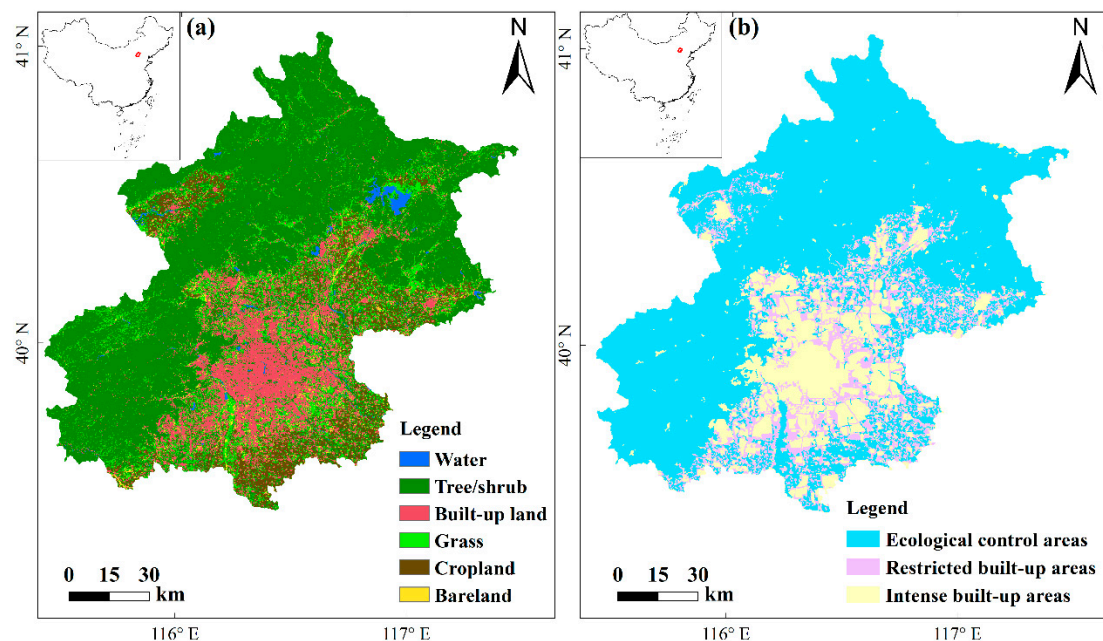 (a)
N
41° N
40° N
Legend
Water
Tree/shrub
Built-up land
Grass
Cropland
Bareland
0 15 30
km
116° E
117° E
(b)
N
41° N
40° N
Legend
Ecological control areas
Restricted built-up areas
Intense built-up areas
0 15 30
km
116° E
117° E